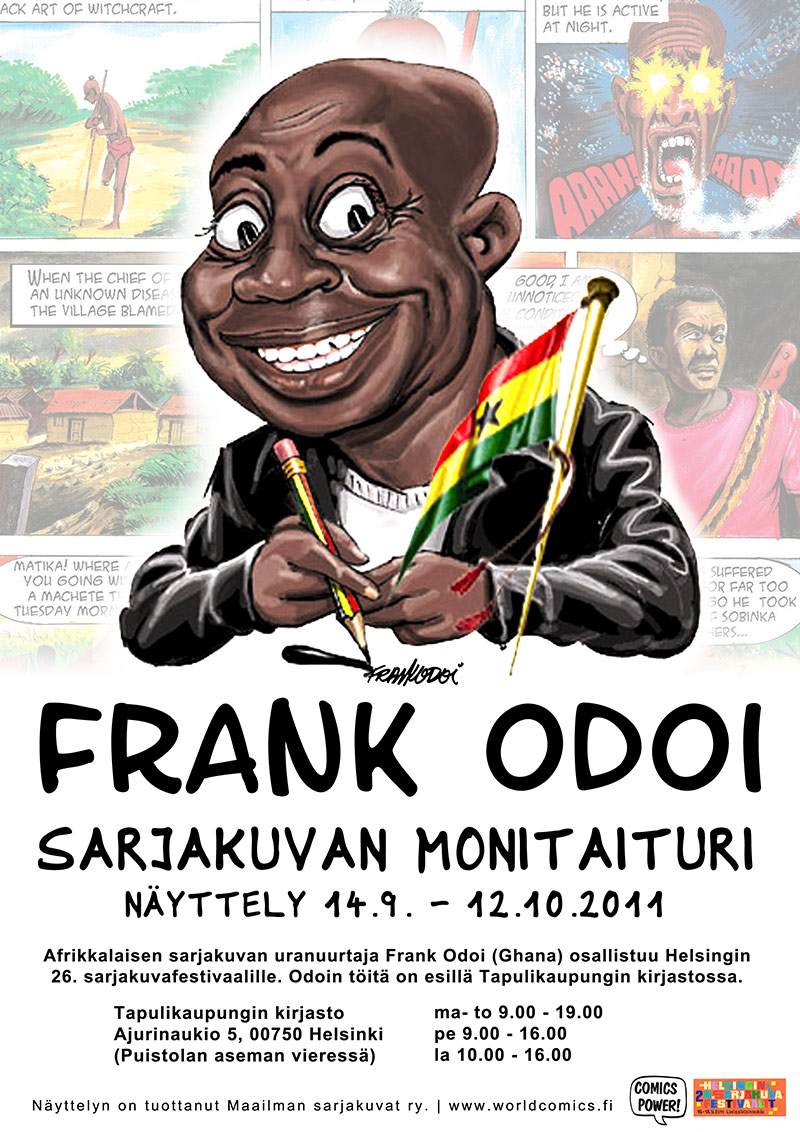 ACK ART OF WITCHCRAFT.
BUT HE IS ACTIVE
AT NIGHT.
AAAH!
AAAA
WHEN THE CHIEF OF
AN UNKNOWN
THE VILLAGE BLAMED
GOOD, I
UNNOTICED
MATIKA! WHERE
YOU GOING
A MACHETE
TUESDAY
SUFFERED
FOR FAR TOO
SO HE TOOK
OF SOBINKA
HERS...
FRANKODOI
FRANK ODOI
SARJAKUVAN MONITAITURI
NÄYTTELY 14.9. – 12.10.2011
Afrikkalaisen sarjakuvan uranuurtaja Frank Odoi (Ghana) osallistuu Helsingin
26. sarjakuvafestivaalille. Odoin töitä on esillä Tapulikaupungin kirjastossa.
Tapulikaupungin kirjasto
Ajurinaukio 5, 00750 Helsinki
(Puistolan aseman vieressä)
ma- to 9.00 - 19.00
pe 9.00 - 16.00
la 10.00 - 16.00
Näyttelyn on tuottanut Maailman sarjakuvat ry. | www.worldcomics.fi
COMICS
POWER!
HELSINGIN
SARJAKUVA
FESTIVAALIT